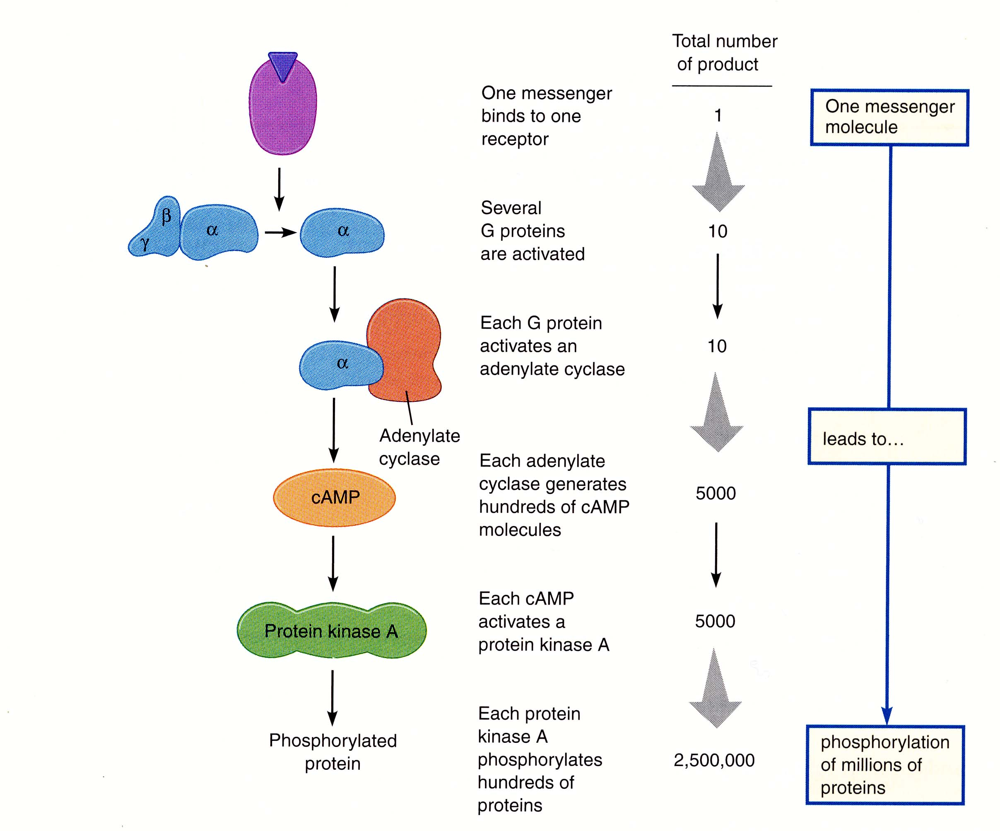 Total number
of product
One messenger
binds to one
receptor
1
One messenger
molecule
β
α
γ
α
Several
G proteins
are activated
10
α
Each G protein
activates an
adenylate cyclase
10
Adenylate
cyclase
leads to...
cAMP
Each adenylate
cyclase generates
hundreds of cAMP
molecules
5000
Protein kinase A
Each cAMP
activates a
protein kinase A
5000
Phosphorylated
protein
Each protein
kinase A
phosphorylates
hundreds of
proteins
2,500,000
phosphorylation
of millions of
proteins